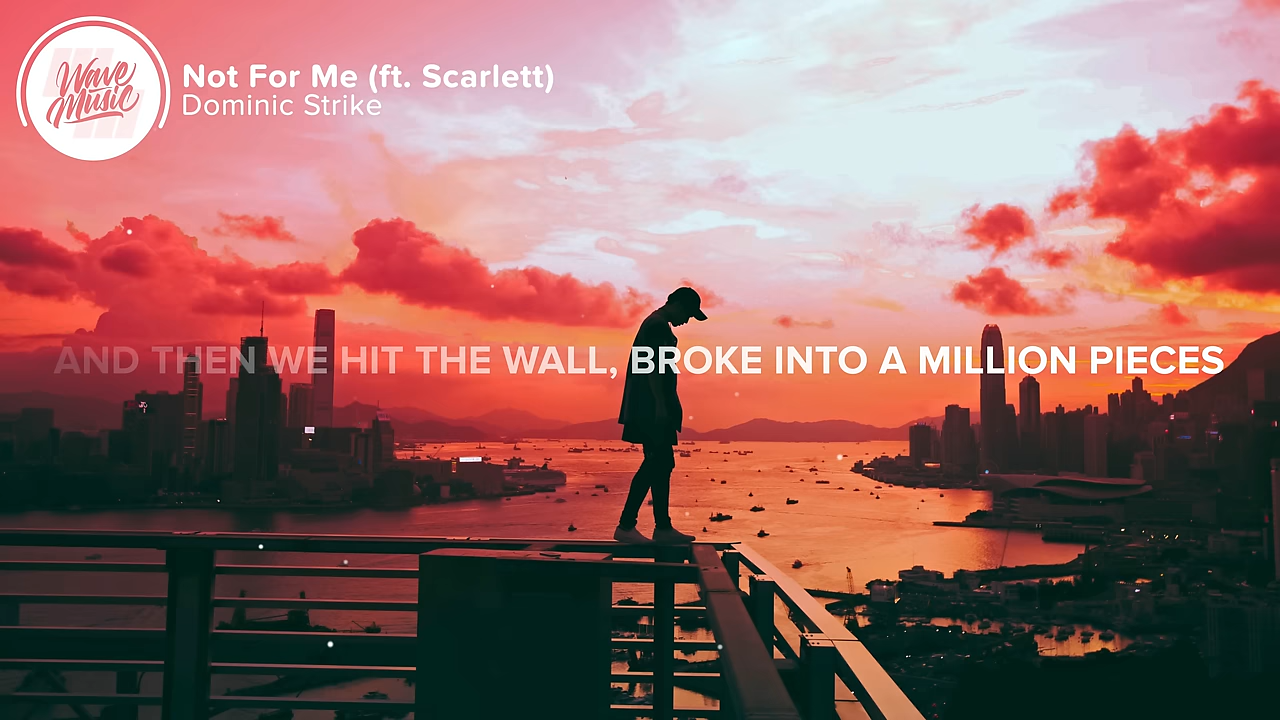 Wave
Music
Not For Me (ft. Scarlett)
Dominic Strike
AND THEN WE HIT THE WALL, BROKE INTO A MILLION PIECES